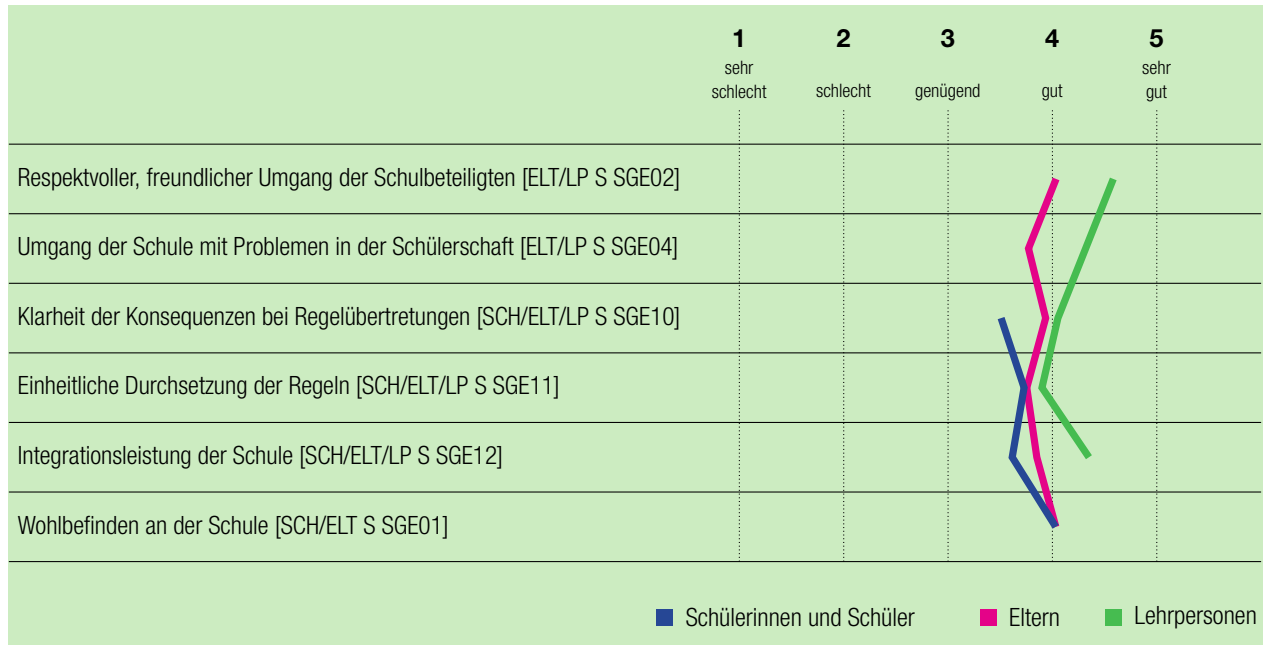 1 2 3 4 5
sehr schlecht schlecht genügend gut sehr gut
Respektvoller, freundlicher Umgang der Schulbeteiligten [ELT/LP S SGE02]
Umgang der Schule mit Problemen in der Schülerschaft [ELT/LP S SGE04]
Klarheit der Konsequenzen bei Regelübertretungen [SCH/ELT/LP S SGE10]
Einheitliche Durchsetzung der Regeln [SCH/ELT/LP S SGE11]
Integrationsleistung der Schule [SCH/ELT/LP S SGE12]
Wohlbefinden an der Schule [SCH/ELT S SGE01]
Schülerinnen und Schüler Eltern Lehrpersonen